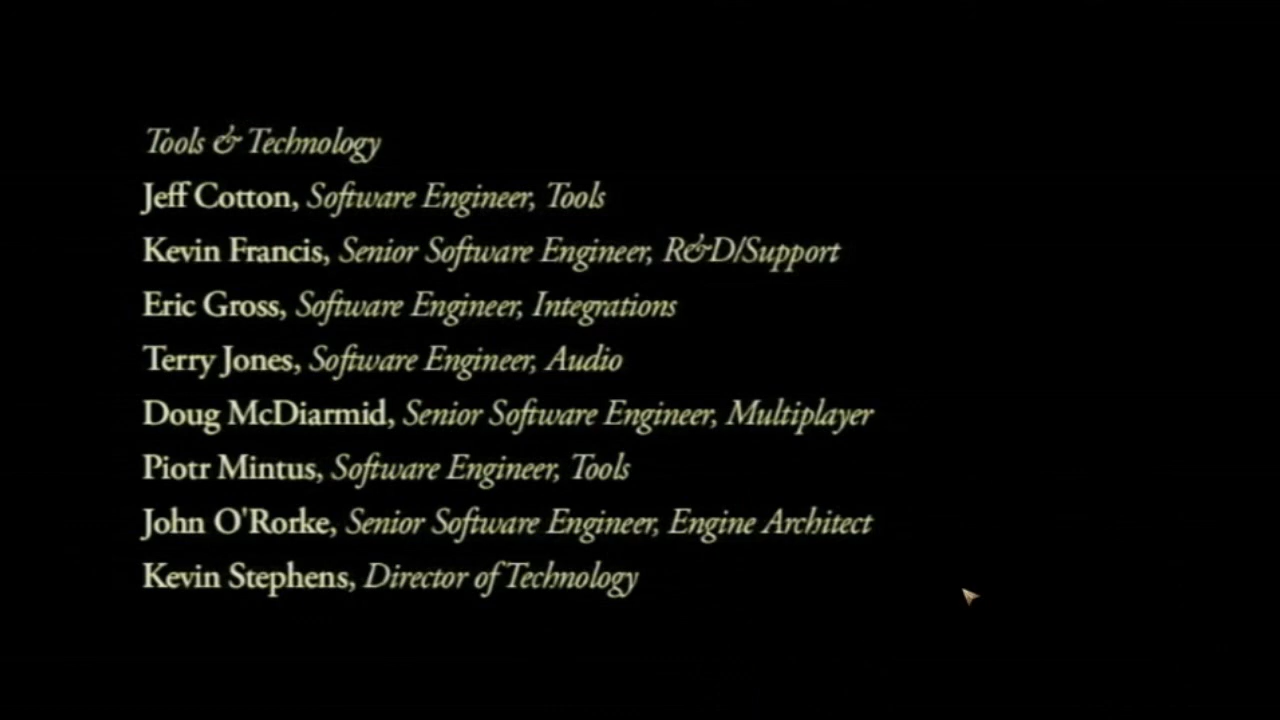 Tools & Technology
Jeff Cotton, Software Engineer, Tools
Kevin Francis, Senior Software Engineer, R&D/Support
Eric Gross, Software Engineer, Integrations
Terry Jones, Software Engineer, Audio
Doug McDiarmid, Senior Software Engineer, Multiplayer
Piotr Mintus, Software Engineer, Tools
John O'Rorke, Senior Software Engineer, Engine Architect
Kevin Stephens, Director of Technology